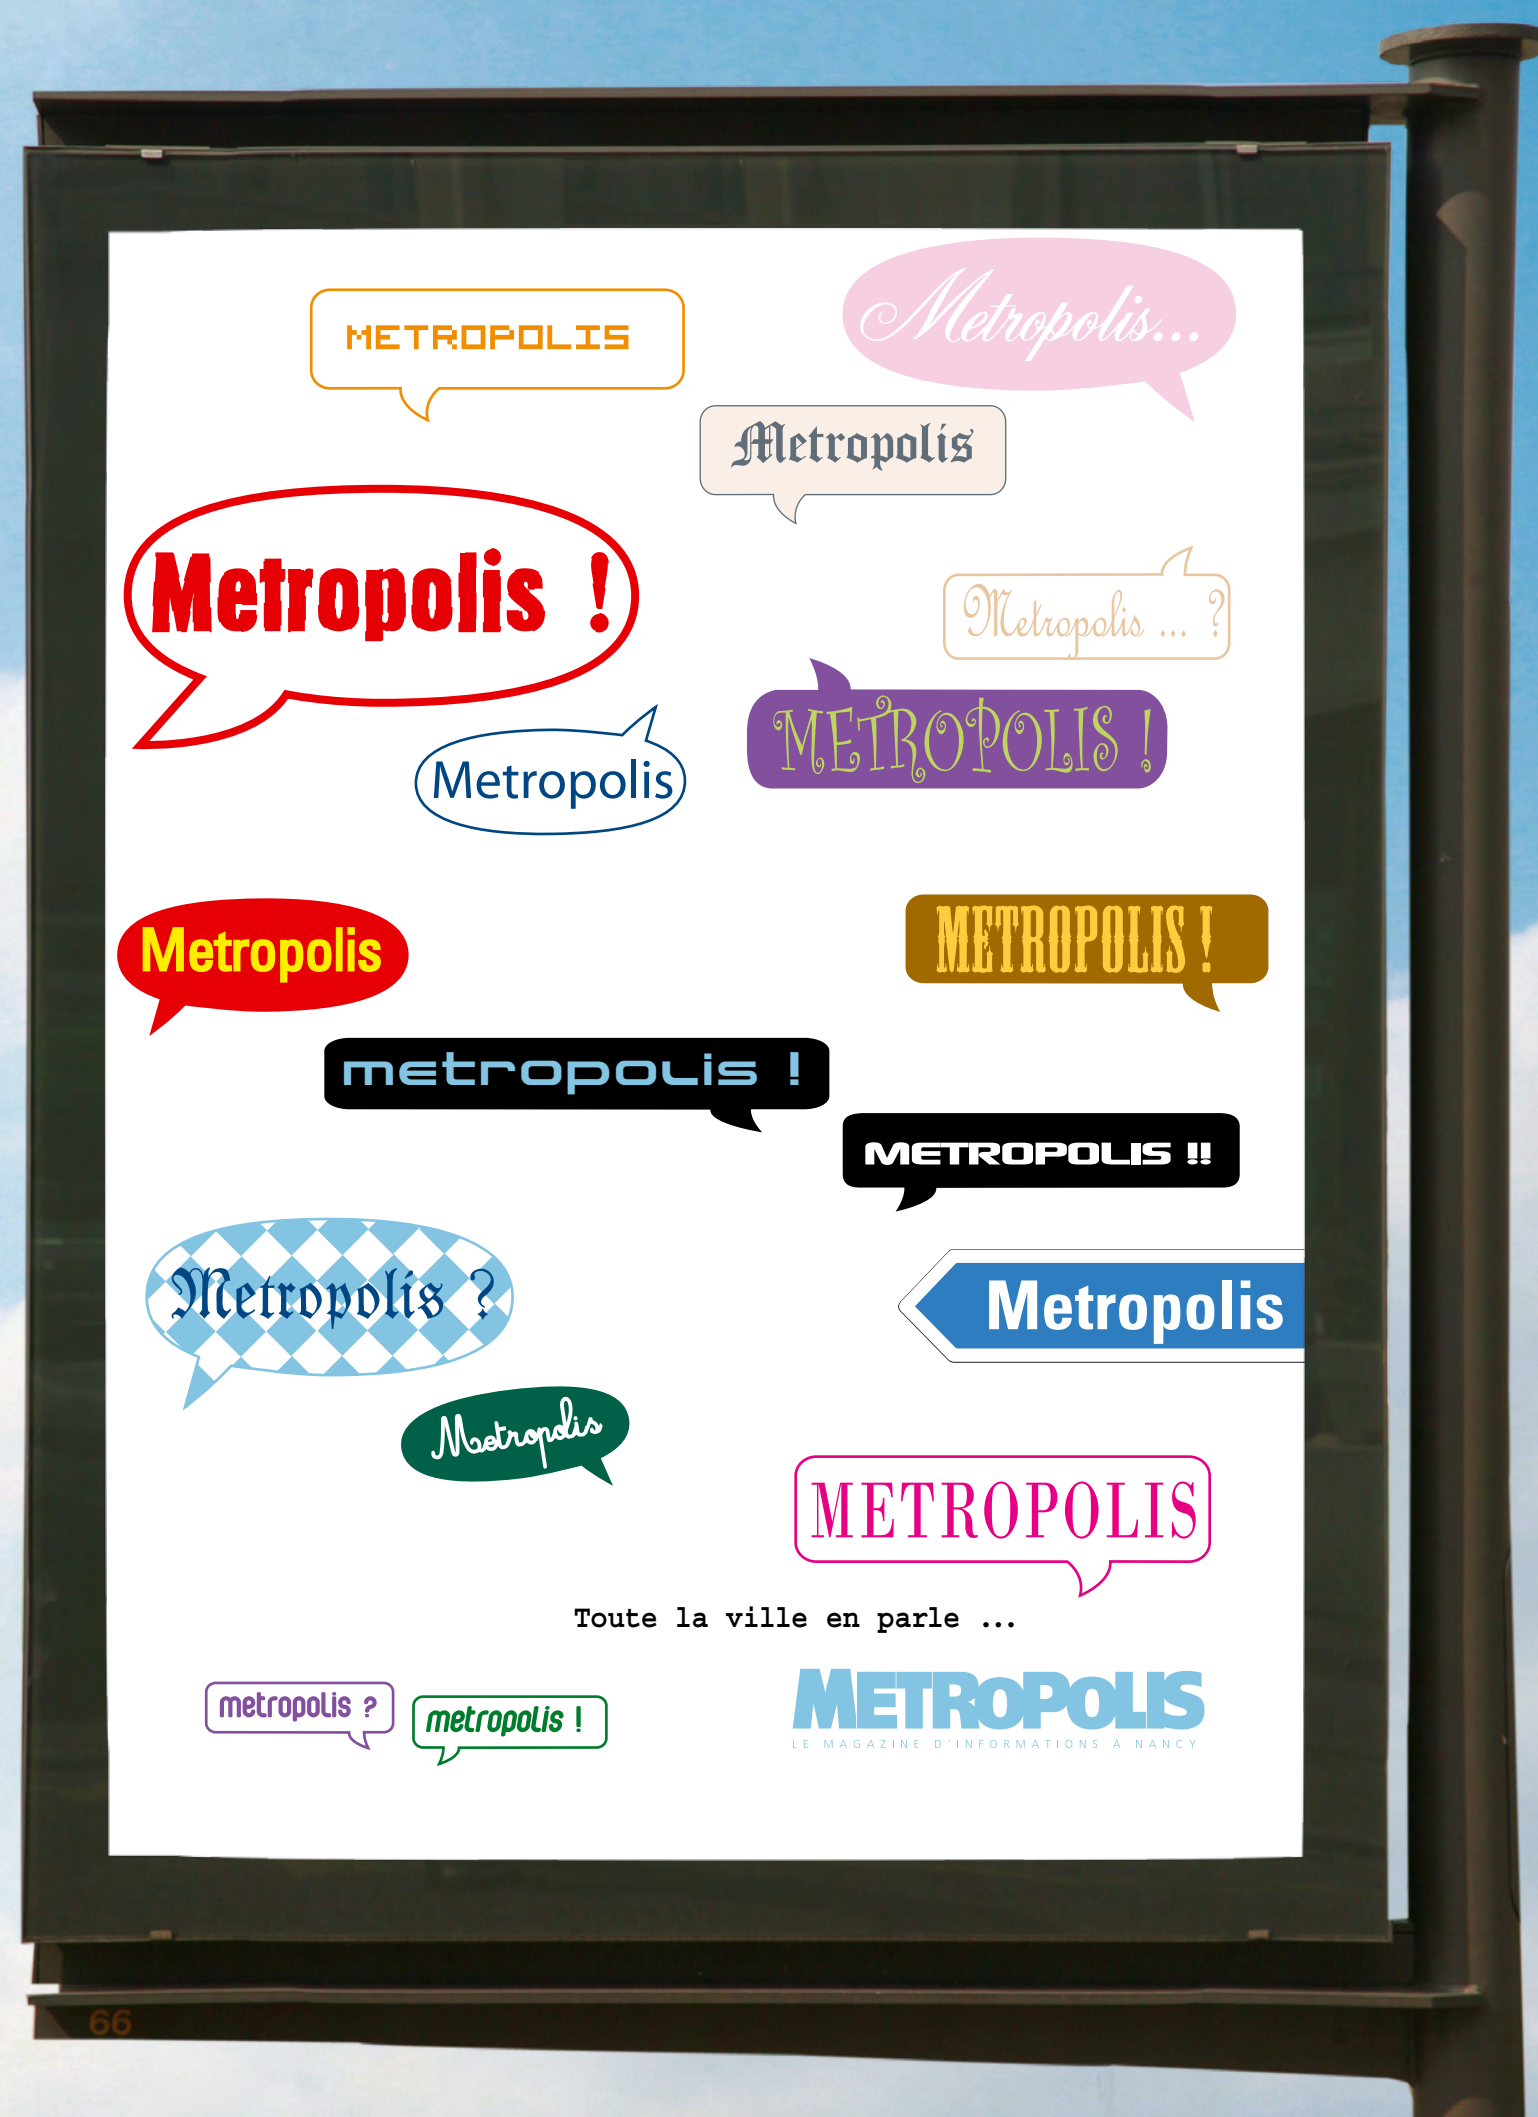 METROPOLIS
Metropolis...
Metropolis
Metropolis !
Metropolis ... ?
METROPOLIS !
Metropolis
Metropolis
METROPOLIS !
metropolis !
METROPOLIS !!
Metropolis ?
Metropolis
Metropolis
METROPOLIS
Toute la ville en parle ...
metropolis ?
metropolis !
METROPOLIS
LE MAGAZINE D'INFORMATIONS À NANCY
66